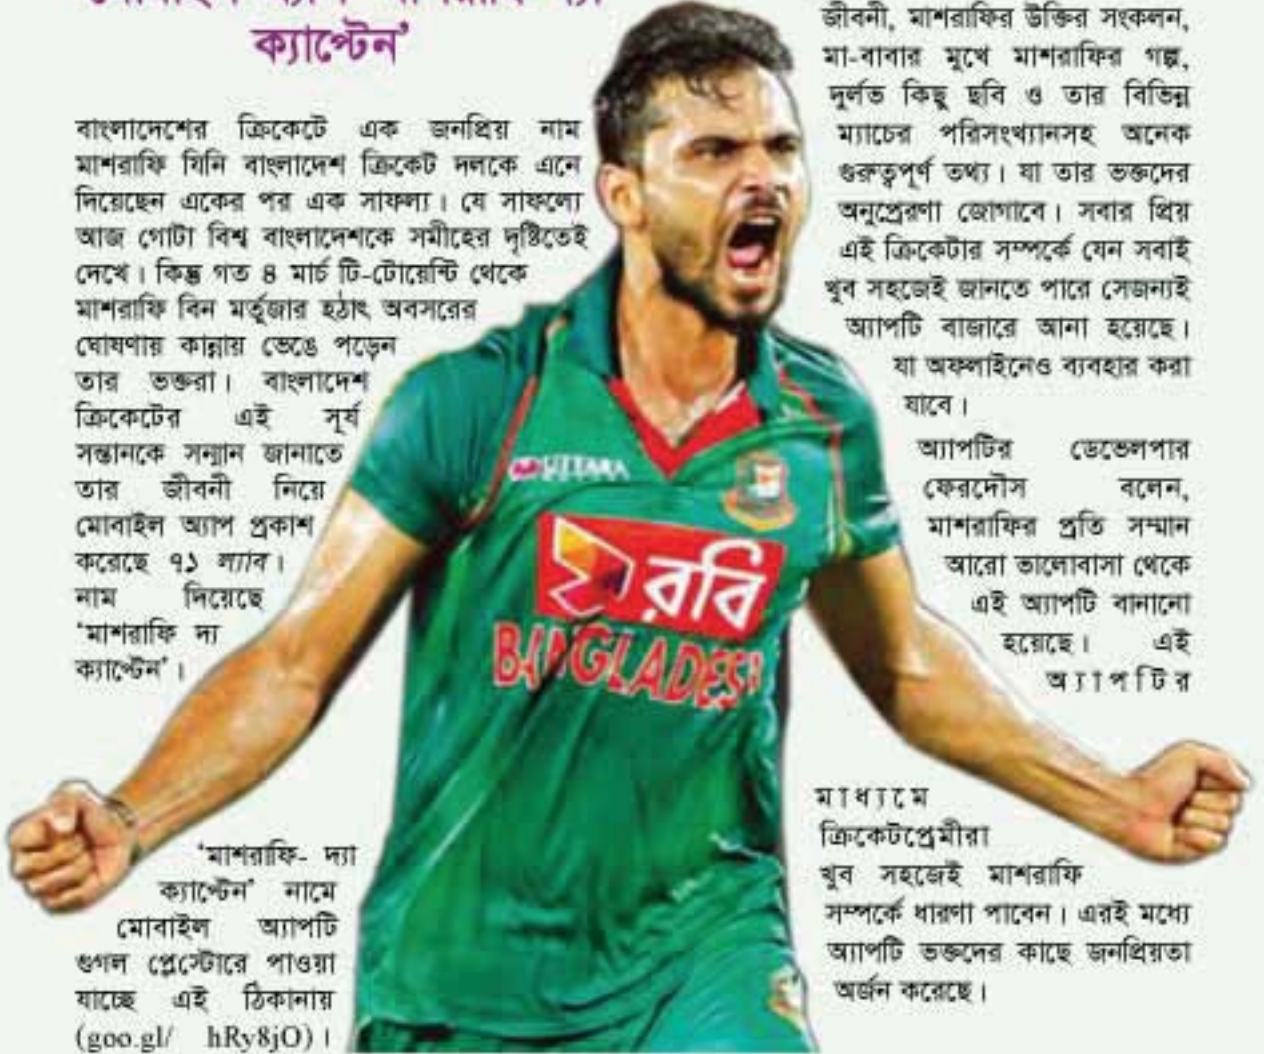 ক্যাপ্টেন’
বাংলাদেশের ক্রিকেটে এক জনপ্রিয় নাম
মাশরাফি যিনি বাংলাদেশ ক্রিকেট দলকে এনে
দিয়েছেন একের পর এক সাফল্য। যে সাফল্যে
আজ গোটা বিশ্ব বাংলাদেশকে সমীহের দৃষ্টিতেই
দেখে। কিন্তু গত ৪ মার্চ টি-টোয়েন্টি থেকে
মাশরাফি বিন মর্তুজার হঠাৎ অবসরের
ঘোষণায় কান্নায় ভেঙে পড়েন
তার ভক্তরা। বাংলাদেশ
ক্রিকেটের এই সূর্য
সন্তানকে সন্মান জানাতে
তার জীবনী নিয়ে
মোবাইল অ্যাপ প্রকাশ
করেছে ৭১ ল্যাব।
নাম দিয়েছে
‘মাশরাফি দ্য
ক্যাপ্টেন’।
‘মাশরাফি- দ্যা
ক্যাপ্টেন’ নামে
মোবাইল অ্যাপটি
গুগল প্লেস্টোরে পাওয়া
যাচ্ছে এই ঠিকানায়
(goo.gl/ hRy8jO)।
জীবনী, মাশরাফির উক্তির সংকলন,
মা-বাবার মুখে মাশরাফির গল্প,
দুর্লভ কিছু ছবি ও তার বিভিন্ন
ম্যাচের পরিসংখ্যানসহ অনেক
গুরুত্বপূর্ণ তথ্য। যা তার ভক্তদের
অনুপ্রেরণা জোগাবে। সবার প্রিয়
এই ক্রিকেটার সম্পর্কে যেন সবাই
খুব সহজেই জানতে পারে সেজন্যই
অ্যাপটি বাজারে আনা হয়েছে।
যা অফলাইনেও ব্যবহার করা
যাবে।
অ্যাপটির ডেভেলপার
ফেরদৌস বলেন,
মাশরাফির প্রতি সম্মান
আরো ভালোবাসা থেকে
এই অ্যাপটি বানানো
হয়েছে। এই
অ্যাপটির
মাধ্যমে
ক্রিকেটপ্রেমীরা
খুব সহজেই মাশরাফি
সম্পর্কে ধারণা পাবেন। এরই মধ্যে
অ্যাপটি ভক্তদের কাছে জনপ্রিয়তা
অর্জন করেছে।
রবি
BANGLADESH